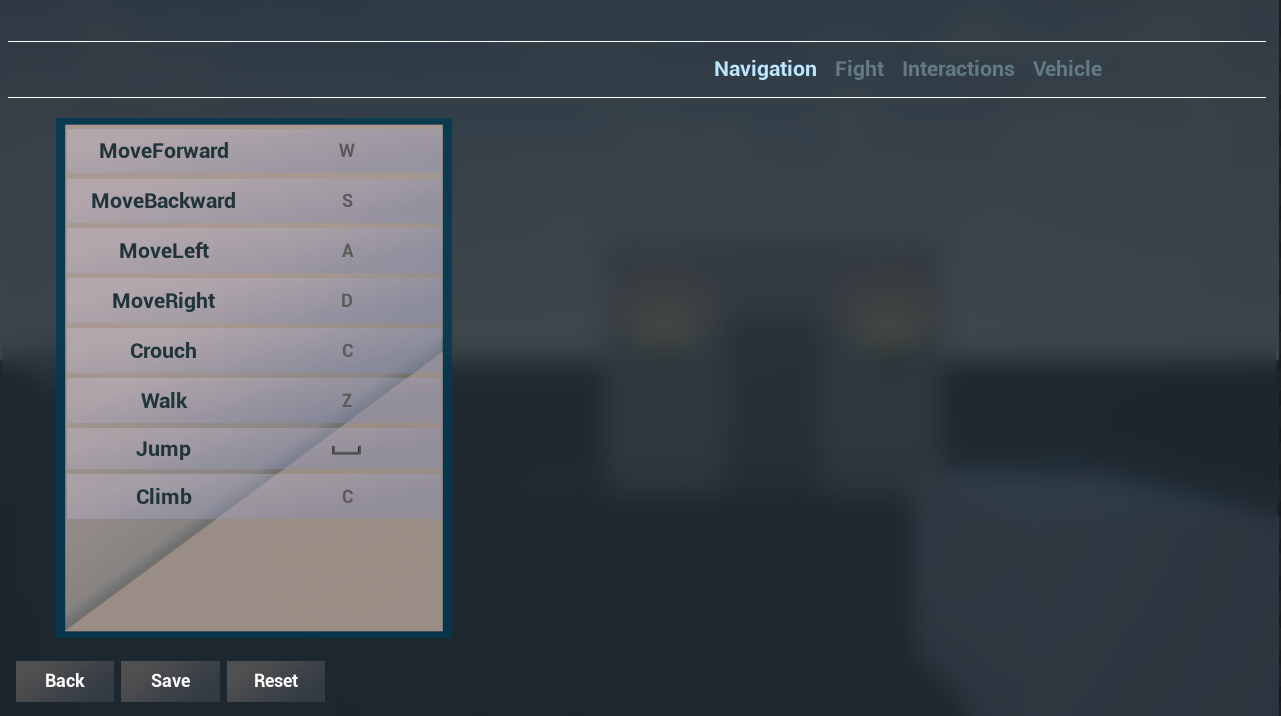 Navigation Fight Interactions Vehicle
MoveForward W
MoveBackward S
MoveLeft A
MoveRight D
Crouch C
Walk Z
Jump
Climb C
Back Save Reset